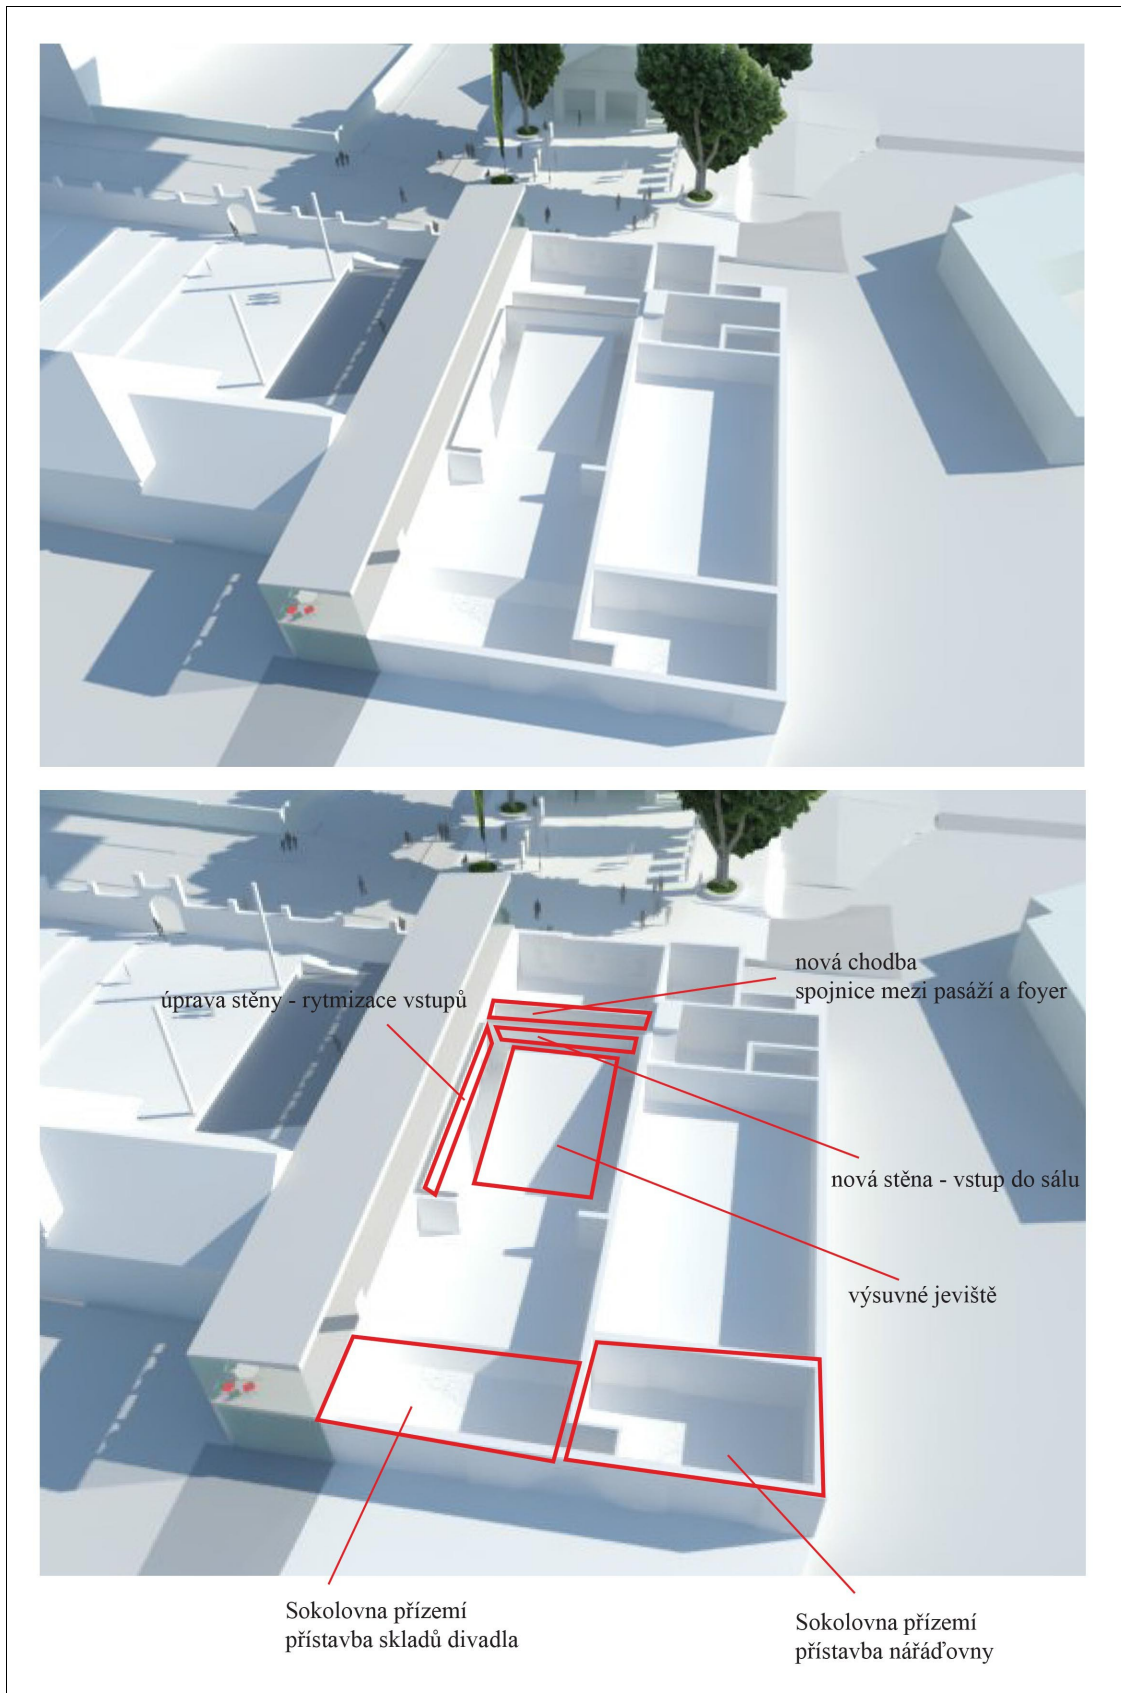 nová chodba
spojnice mezi pasáží a foyer
úprava stěny - rytmizace vstupů
nová stěna - vstup do sálu
výsuvné jeviště
Sokolovna přízemí
přístavba skladů divadla
Sokolovna přízemí
přístavba nářáďovny